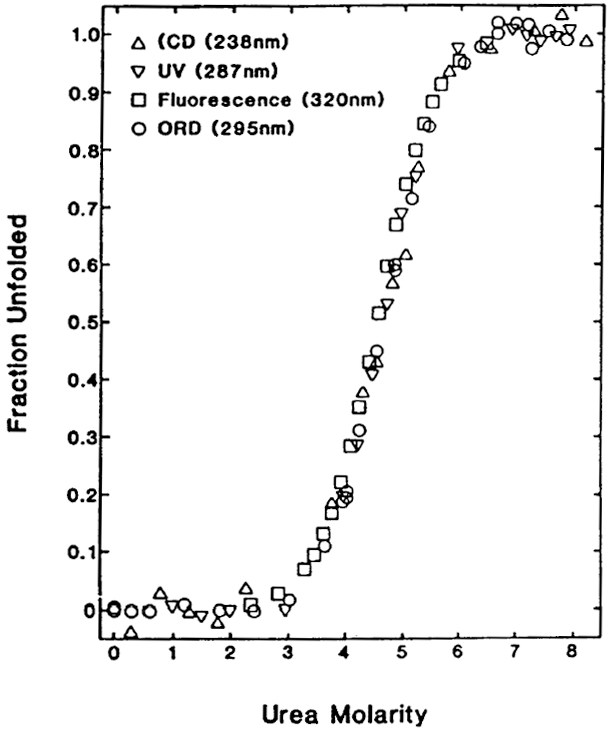 △ (CD (238nm)
▽ UV (287nm)
□ Fluorescence (320nm)
○ ORD (295nm)
Fraction Unfolded
1.0
0.9
0.8
0.7
0.6
0.5
0.4
0.3
0.2
0.1
0
0 1 2 3 4 5 6 7 8
Urea Molarity